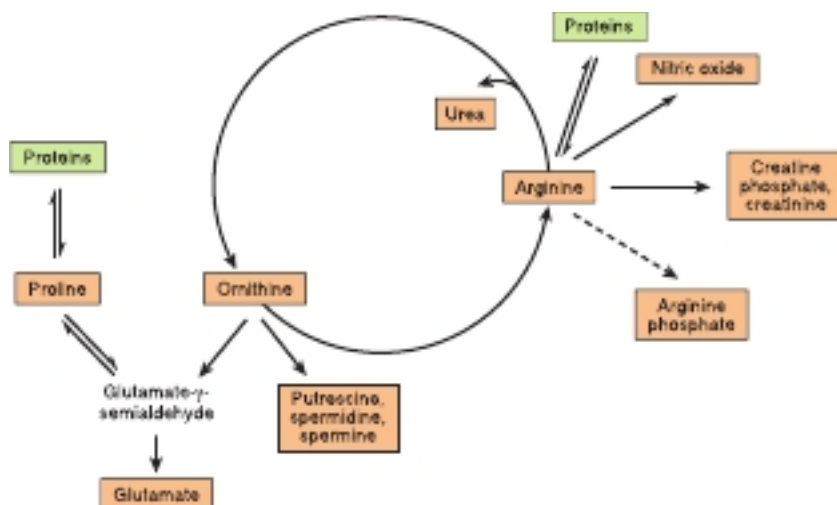 Proteins
Nitric oxide
Urea
Proteins
Arginine
Creatine
phosphate,
creatinine
Proline
Ornithine
Arginine
phosphate
Glutamate-γ-
semialdehyde
Putrescine,
spermidine,
spermine
Glutamate